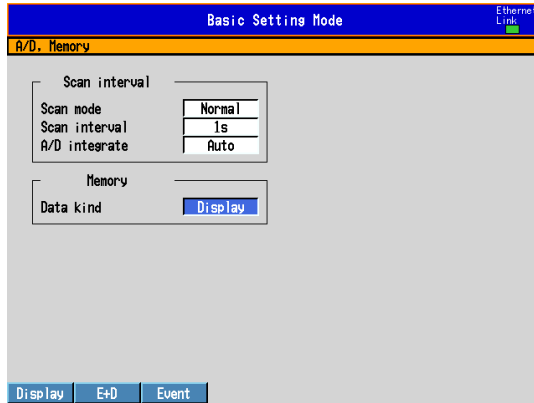 Basic Setting Mode
Ethernet
Link
A/D, Memory
Scan interval
Scan mode Normal
Scan interval 1s
A/D integrate Auto
Memory
Data kind Display
Display E+D Event